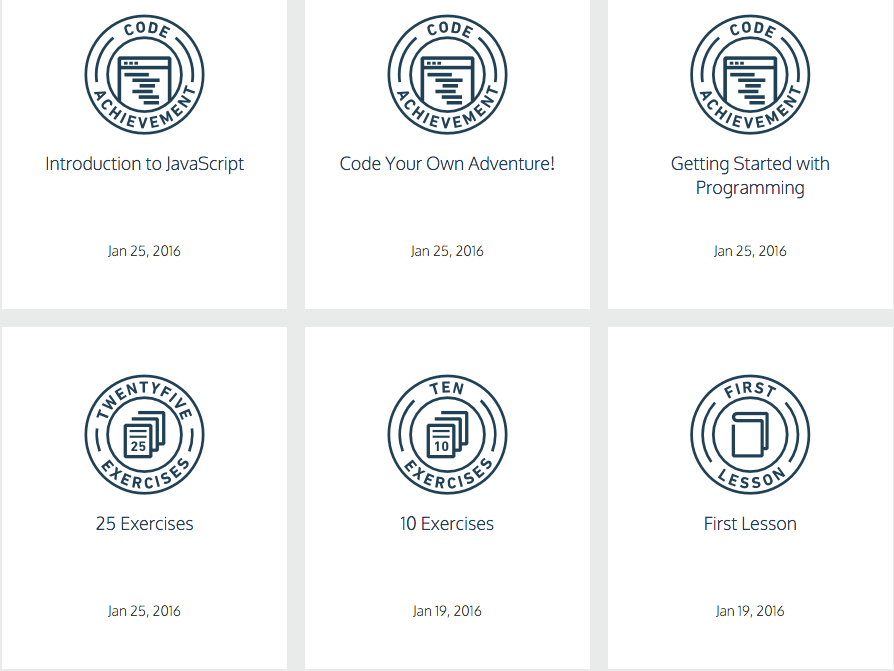 CODE ACHIEVEMENT
CODE ACHIEVEMENT
CODE ACHIEVEMENT
Introduction to JavaScript
Code Your Own Adventure!
Getting Started with
Programming
Jan 25, 2016
Jan 25, 2016
Jan 25, 2016
TWENTYFIVE
25
EXERCISES
TEN
10
EXERCISES
FIRST
LESSON
25 Exercises
10 Exercises
First Lesson
Jan 25, 2016
Jan 19, 2016
Jan 19, 2016